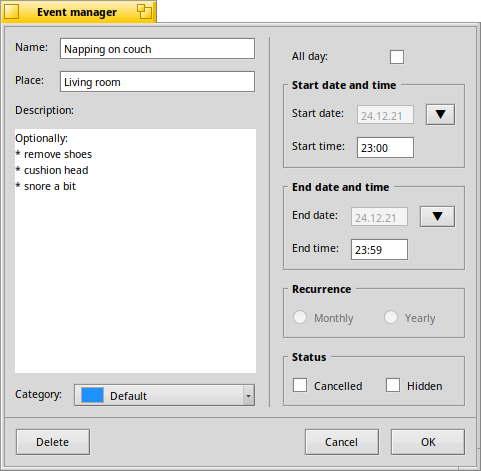 Event manager
Name: Napping on couch
Place: Living room
Description:
Optionally:
* remove shoes
* cushion head
* snore a bit
Category: Default
All day:
Start date and time
Start date: 24.12.21
Start time: 23:00
End date and time
End date: 24.12.21
End time: 23:59
Recurrence
Monthly Yearly
Status
Cancelled Hidden
Delete Cancel OK